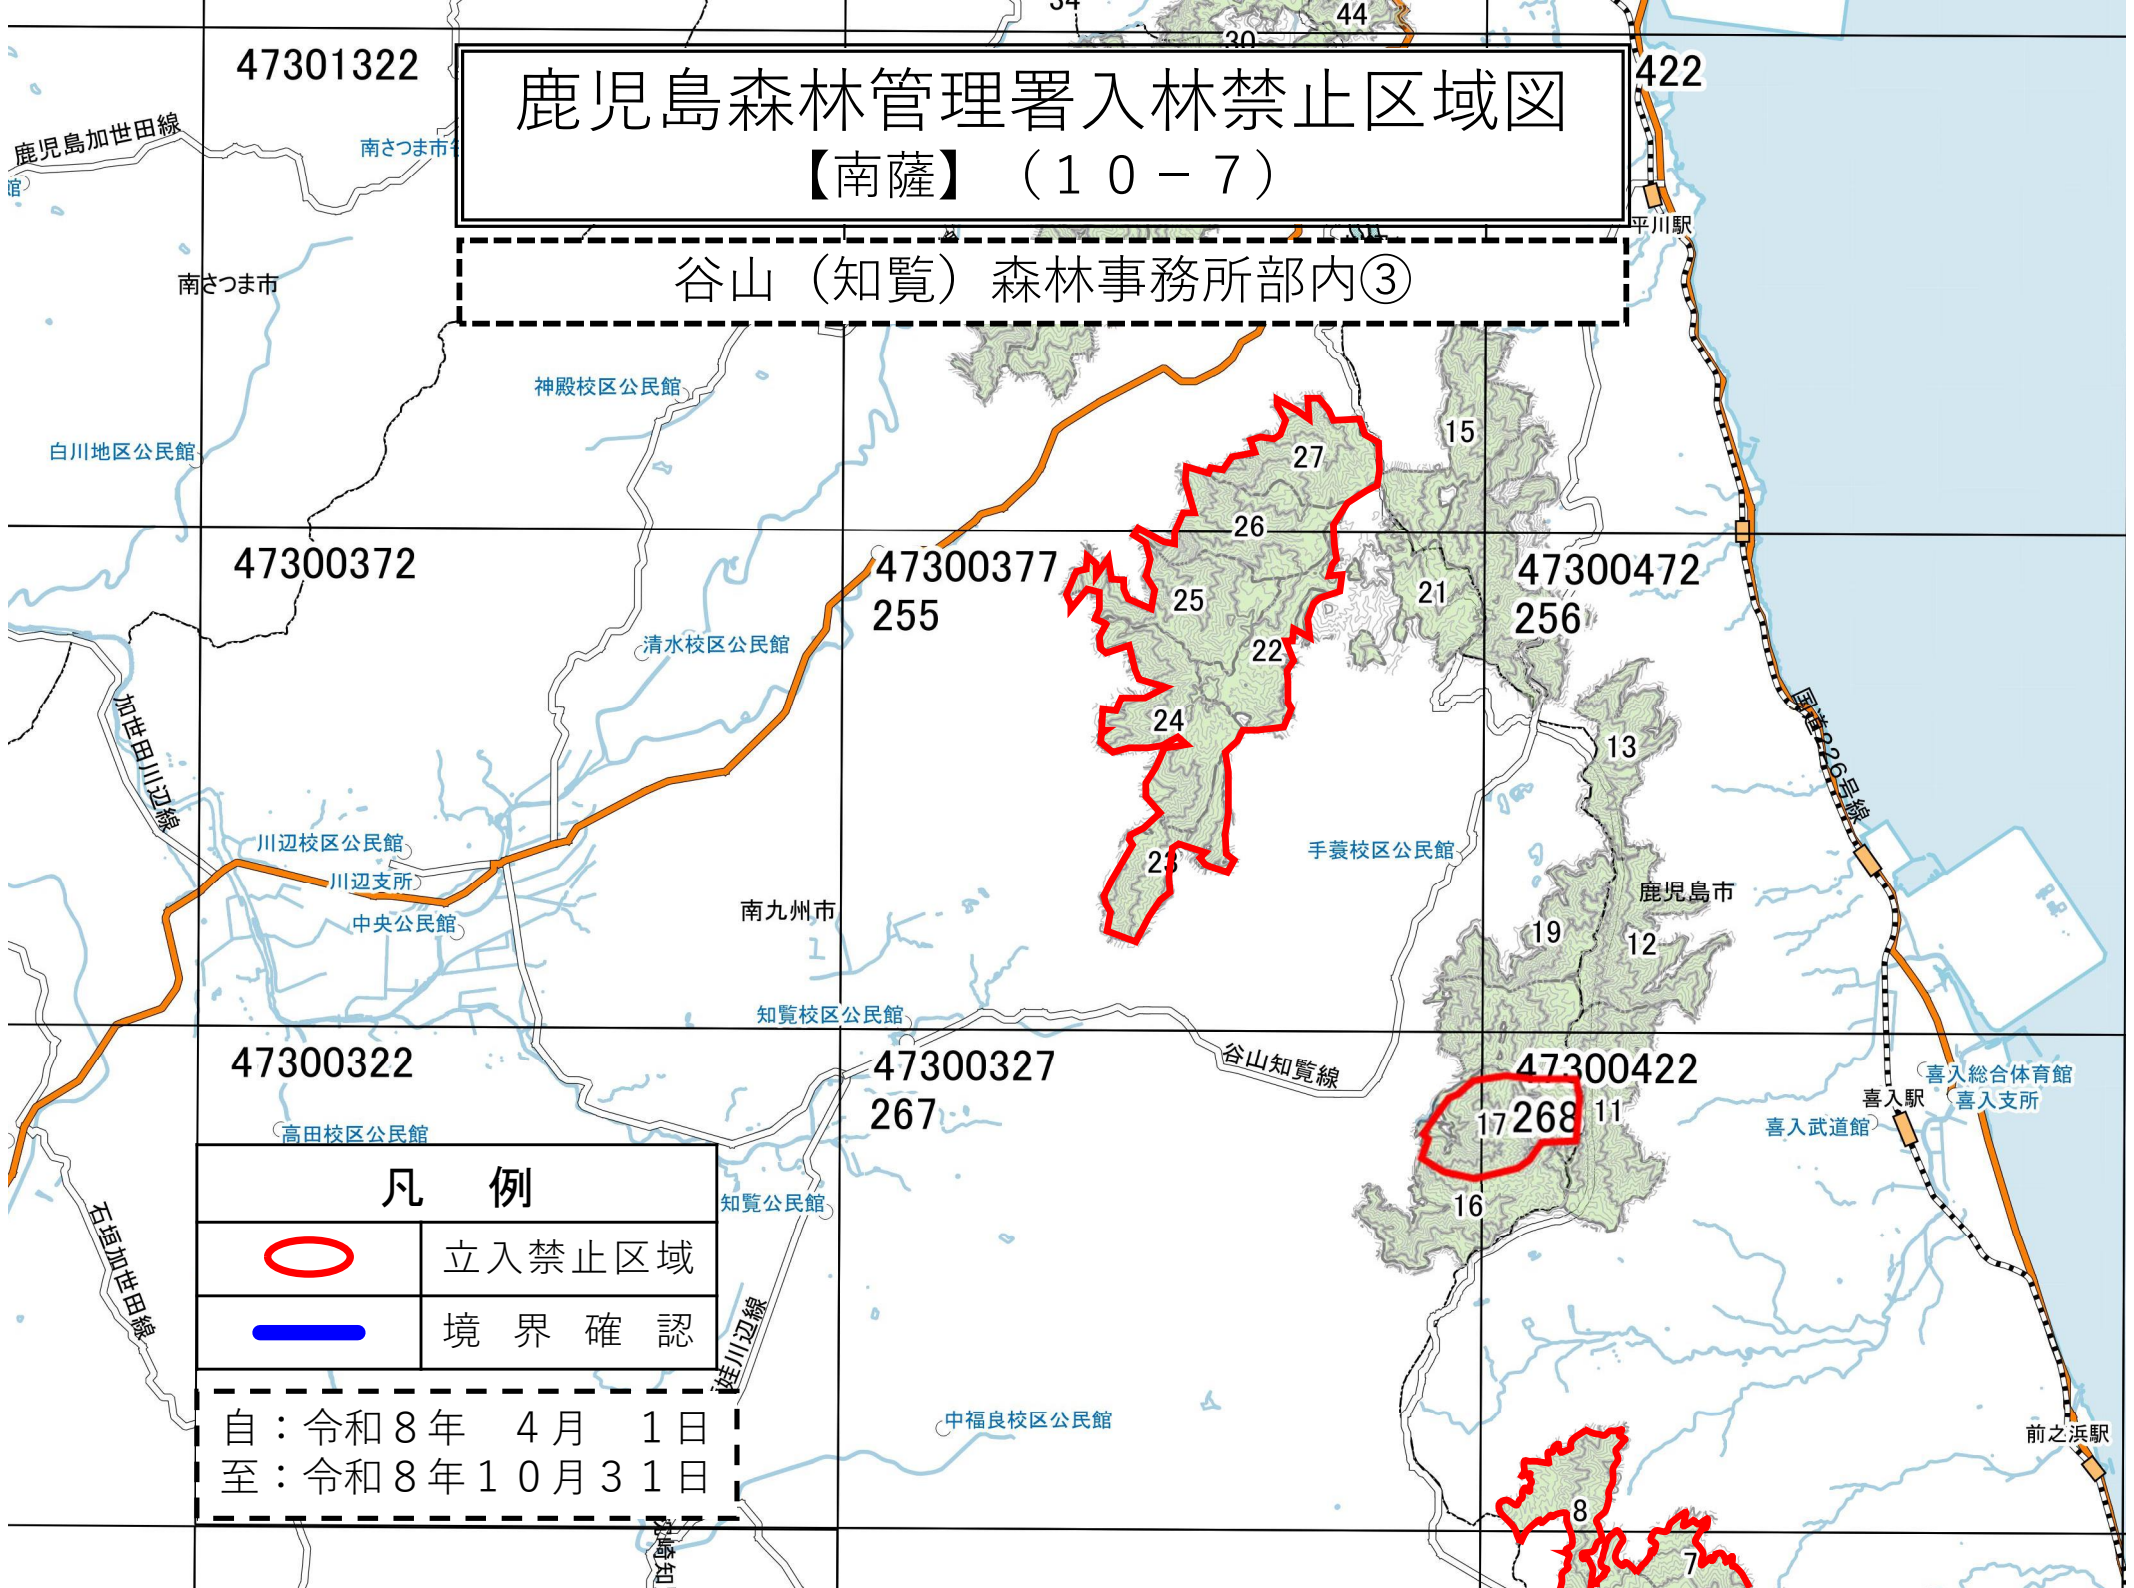 34
44
30
47301322
鹿児島森林管理署入林禁止区域図
422
【南薩】（１０－７）
鹿児島加世田線
南さつま市
館
平川駅
谷山（知覧）森林事務所部内③
南さつま市
神殿校区公民館
15
白川地区公民館
27
26
47300372
47300377
255
25
21
47300472
256
清水校区公民館
22
加世田川辺線
24
13
国道226号線
川辺校区公民館
川辺支所
中央公民館
手蓑校区公民館
23
南九州市
鹿児島市
19
12
知覧校区公民館
47300322
47300327
267
谷山知覧線
47300422
17
268
11
喜入総合体育館
喜入駅
喜入支所
喜入武道館
高田校区公民館
凡　例
知覧公民館
16
石垣加世田線
立入禁止区域
境界確認
娃川辺線
自：令和８年　４月　１日
至：令和８年１０月３１日
中福良校区公民館
前之浜駅
8
7
崎知